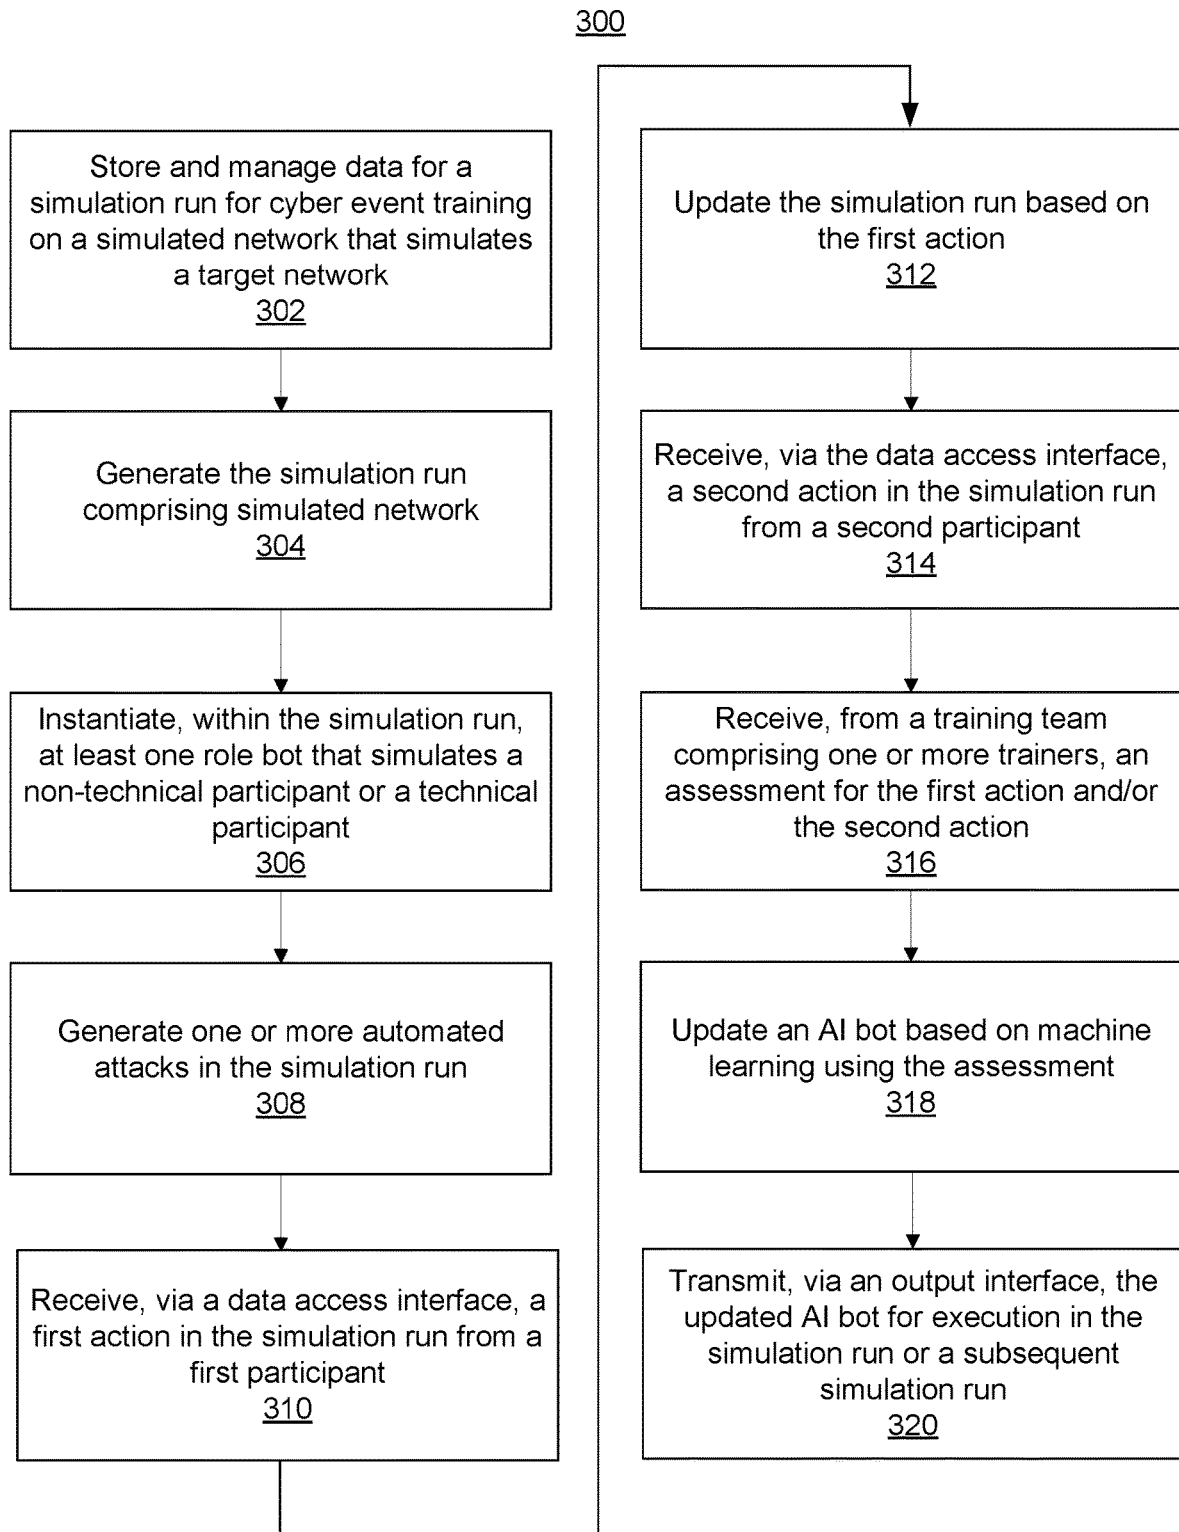 300
Store and manage data for a
simulation run for cyber event training
on a simulated network that simulates
a target network
302
Generate the simulation run
comprising simulated network
304
Instantiate, within the simulation run,
at least one role bot that simulates a
non-technical participant or a technical
participant
306
Generate one or more automated
attacks in the simulation run
308
Receive, via a data access interface, a
first action in the simulation run from a
first participant
310
Update the simulation run based on
the first action
312
Receive, via the data access interface,
a second action in the simulation run
from a second participant
314
Receive, from a training team
comprising one or more trainers, an
assessment for the first action and/or
the second action
316
Update an AI bot based on machine
learning using the assessment
318
Transmit, via an output interface, the
updated AI bot for execution in the
simulation run or a subsequent
simulation run
320